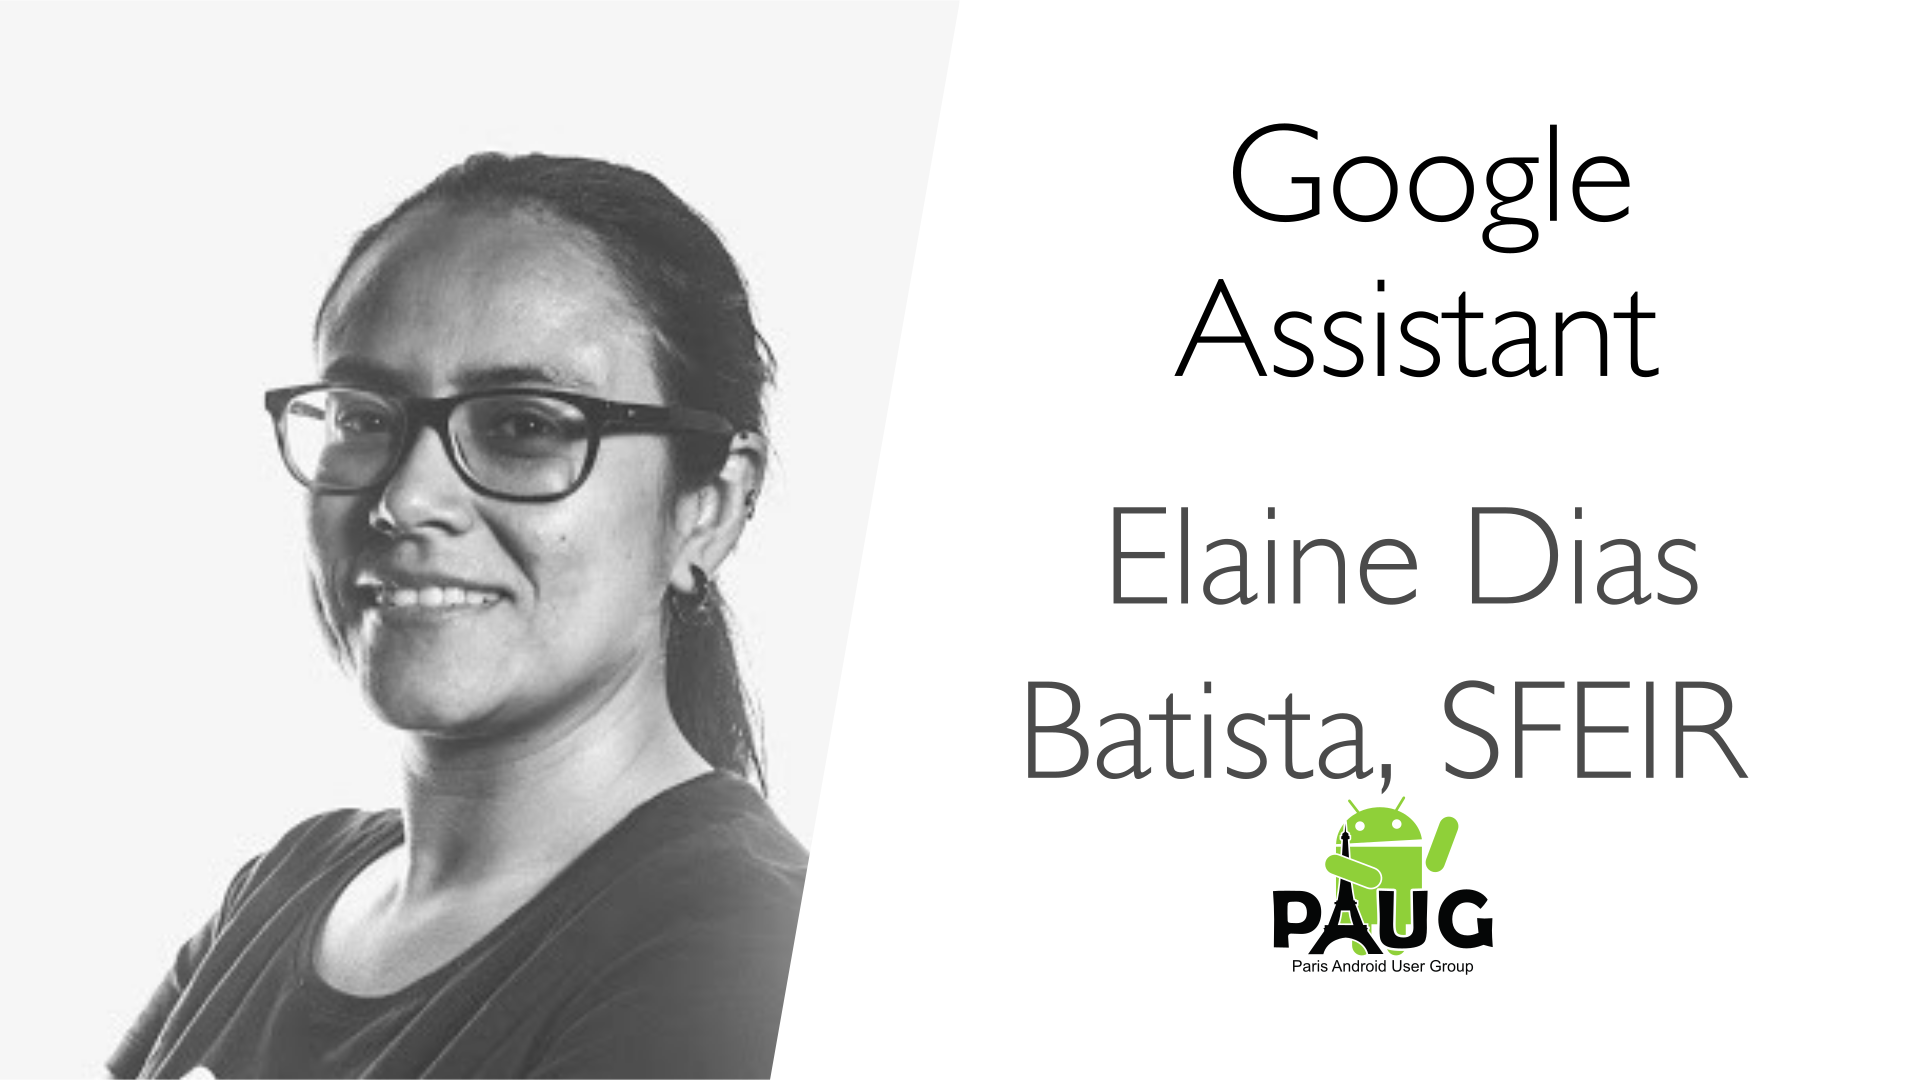 Google
Assistant
Elaine Dias
Batista, SFEIR
PAUG
Paris Android User Group